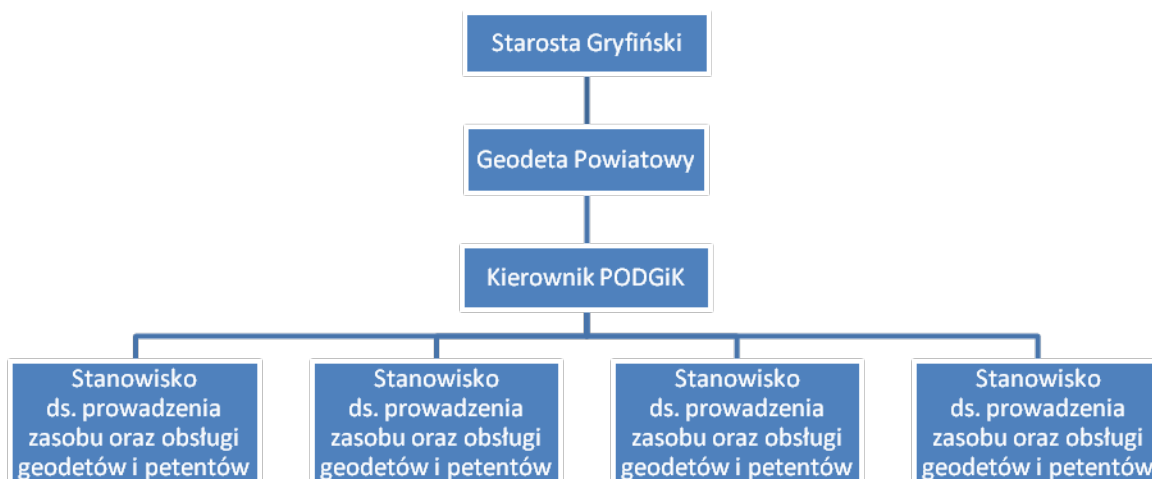 Starosta Gryfiński
Geodeta Powiatowy
Kierownik PODGiK
Stanowisko
ds. prowadzenia
zasobu oraz obsługi
geodetów i petentów
Stanowisko
ds. prowadzenia
zasobu oraz obsługi
geodetów i petentów
Stanowisko
ds. prowadzenia
zasobu oraz obsługi
geodetów i petentów
Stanowisko
ds. prowadzenia
zasobu oraz obsługi
geodetów i petentów